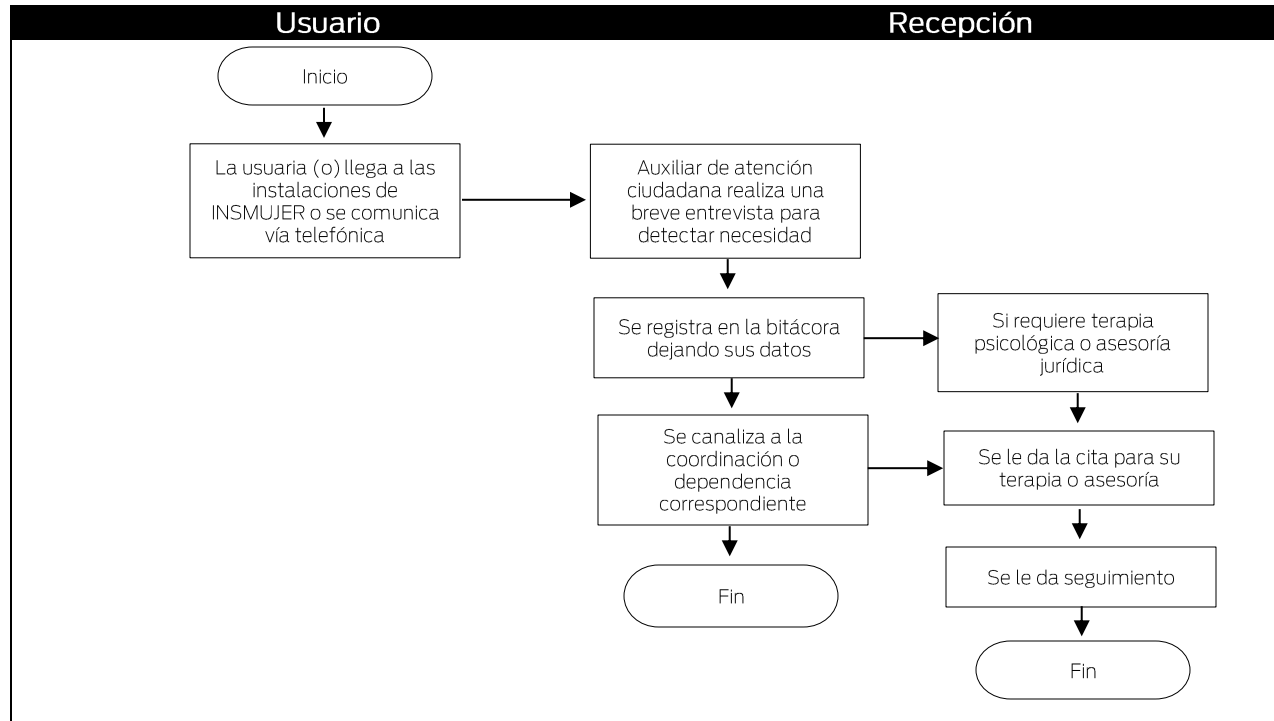 Usuario
Recepción
Inicio
La usuaria (o) llega a las
instalaciones de
INSMUJER o se comunica
vía telefónica
Auxiliar de atención
ciudadana realiza una
breve entrevista para
detectar necesidad
Se registra en la bitácora
dejando sus datos
Si requiere terapia
psicológica o asesoría
jurídica
Se canaliza a la
coordinación o
dependencia
correspondiente
Se le da la cita para su
terapia o asesoría
Fin
Se le da seguimiento
Fin